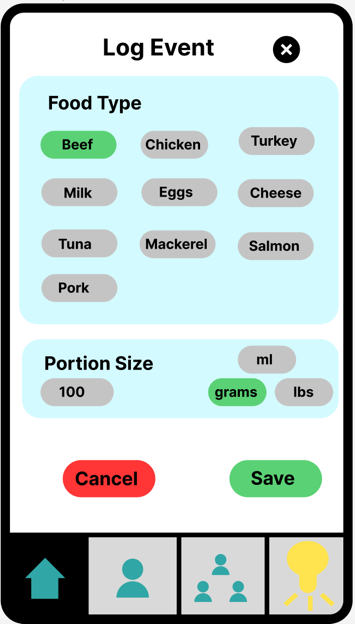 Log Event
Food Type
Beef Chicken Turkey
Milk Eggs Cheese
Tuna Mackerel Salmon
Pork
Portion Size
ml
100 grams lbs
Cancel Save